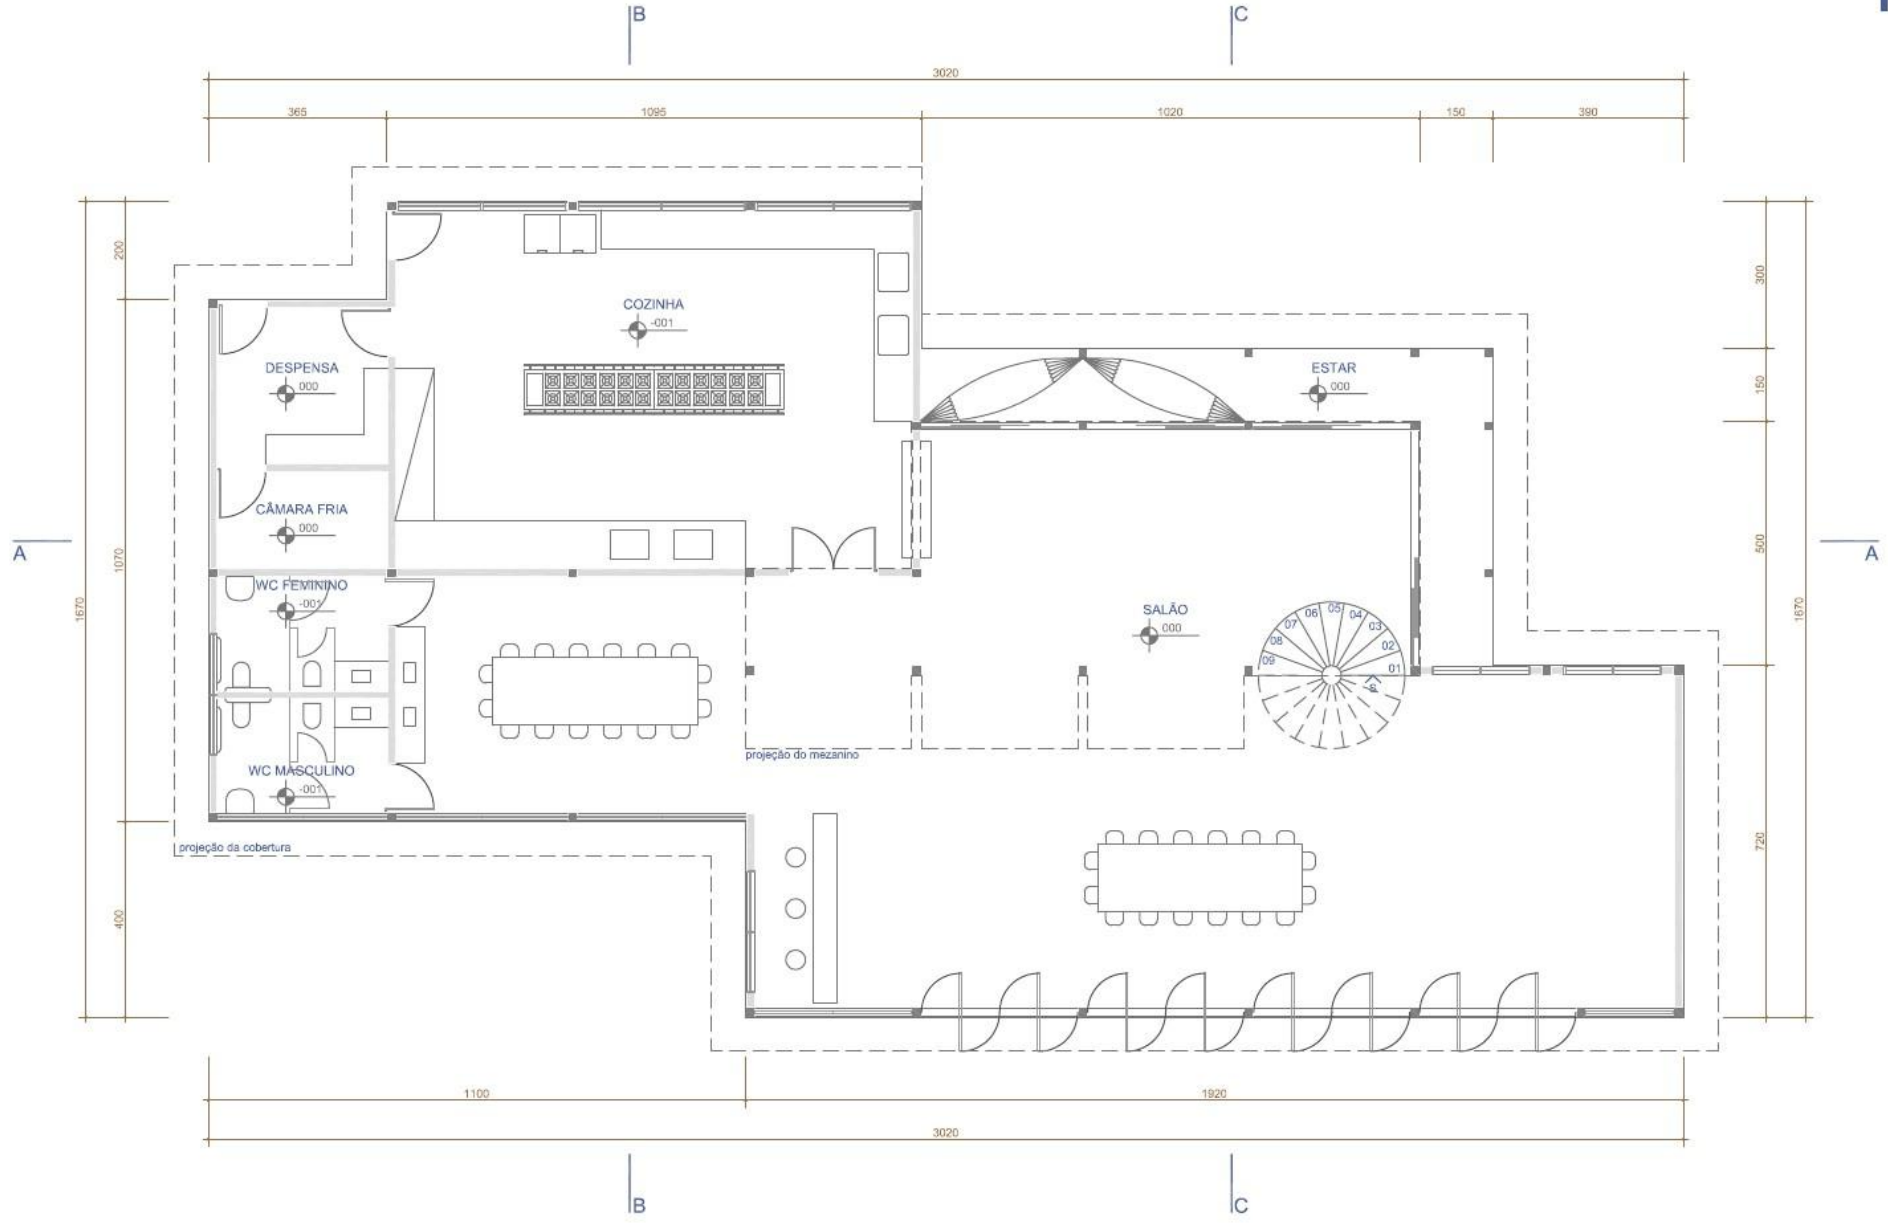 B
C
3020
365
1095
1020
150
390
200
300
COZINHA
-001
DESPENSA
000
ESTAR
000
150
CÂMARA FRIA
000
A
A
1070
500
WC FEMININO
-001
1670
SALÃO
000
1670
09
08
07
06
05
04
03
02
01
S
projeção do mezanino
WC MASCULINO
-001
projeção da cobertura
720
400
1100
1920
3020
B
C